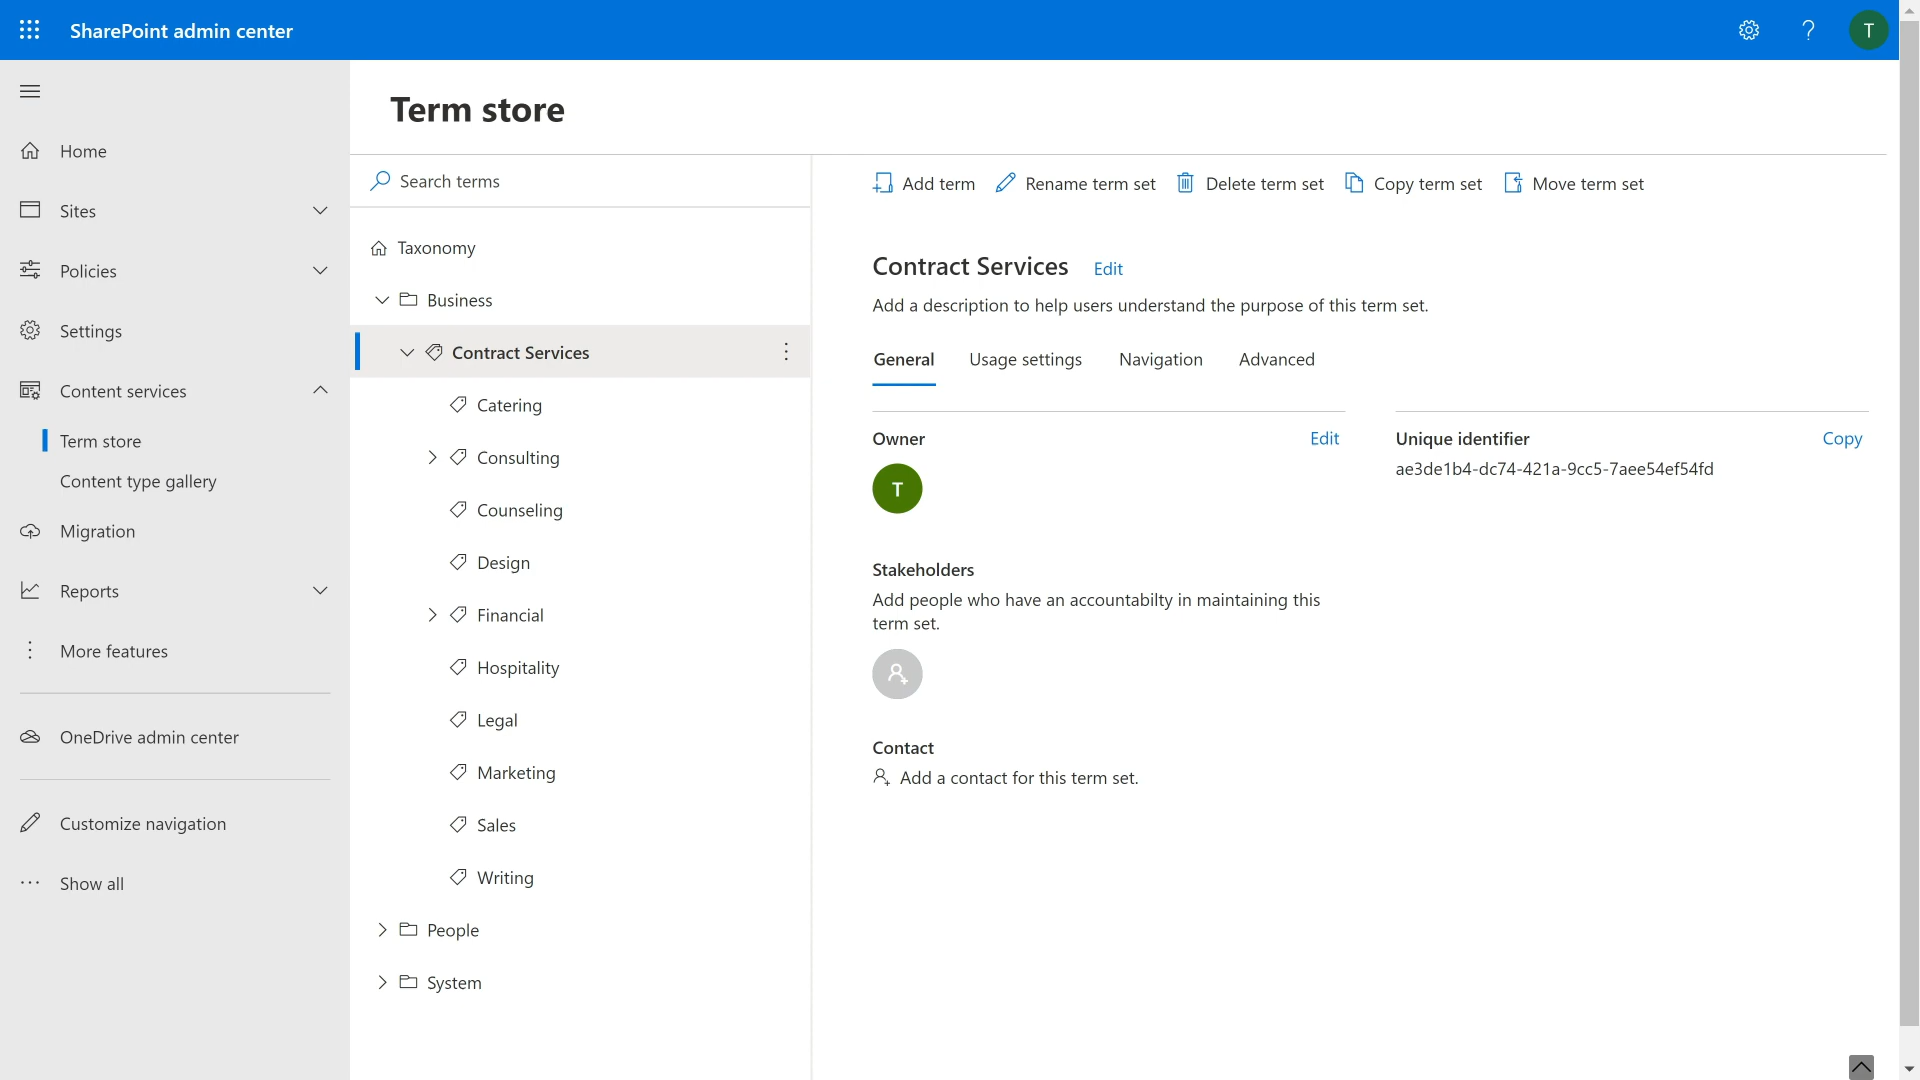 SharePoint admin center
?
T
Term store
Home
Sites
Policies
Settings
Content services
Term store
Content type gallery
Migration
Reports
More features
OneDrive admin center
Customize navigation
Show all
Search terms
Taxonomy
Business
Contract Services
Catering
Consulting
Counseling
Design
Financial
Hospitality
Legal
Marketing
Sales
Writing
People
System
Add term
Rename term set
Delete term set
Copy term set
Move term set
Contract Services Edit
Add a description to help users understand the purpose of this term set.
General Usage settings Navigation Advanced
Owner Edit
T
Unique identifier Copy
ae3de1b4-dc74-421a-9cc5-7aee54ef54fd
Stakeholders
Add people who have an accountabilty in maintaining this
term set.
Contact
Add a contact for this term set.